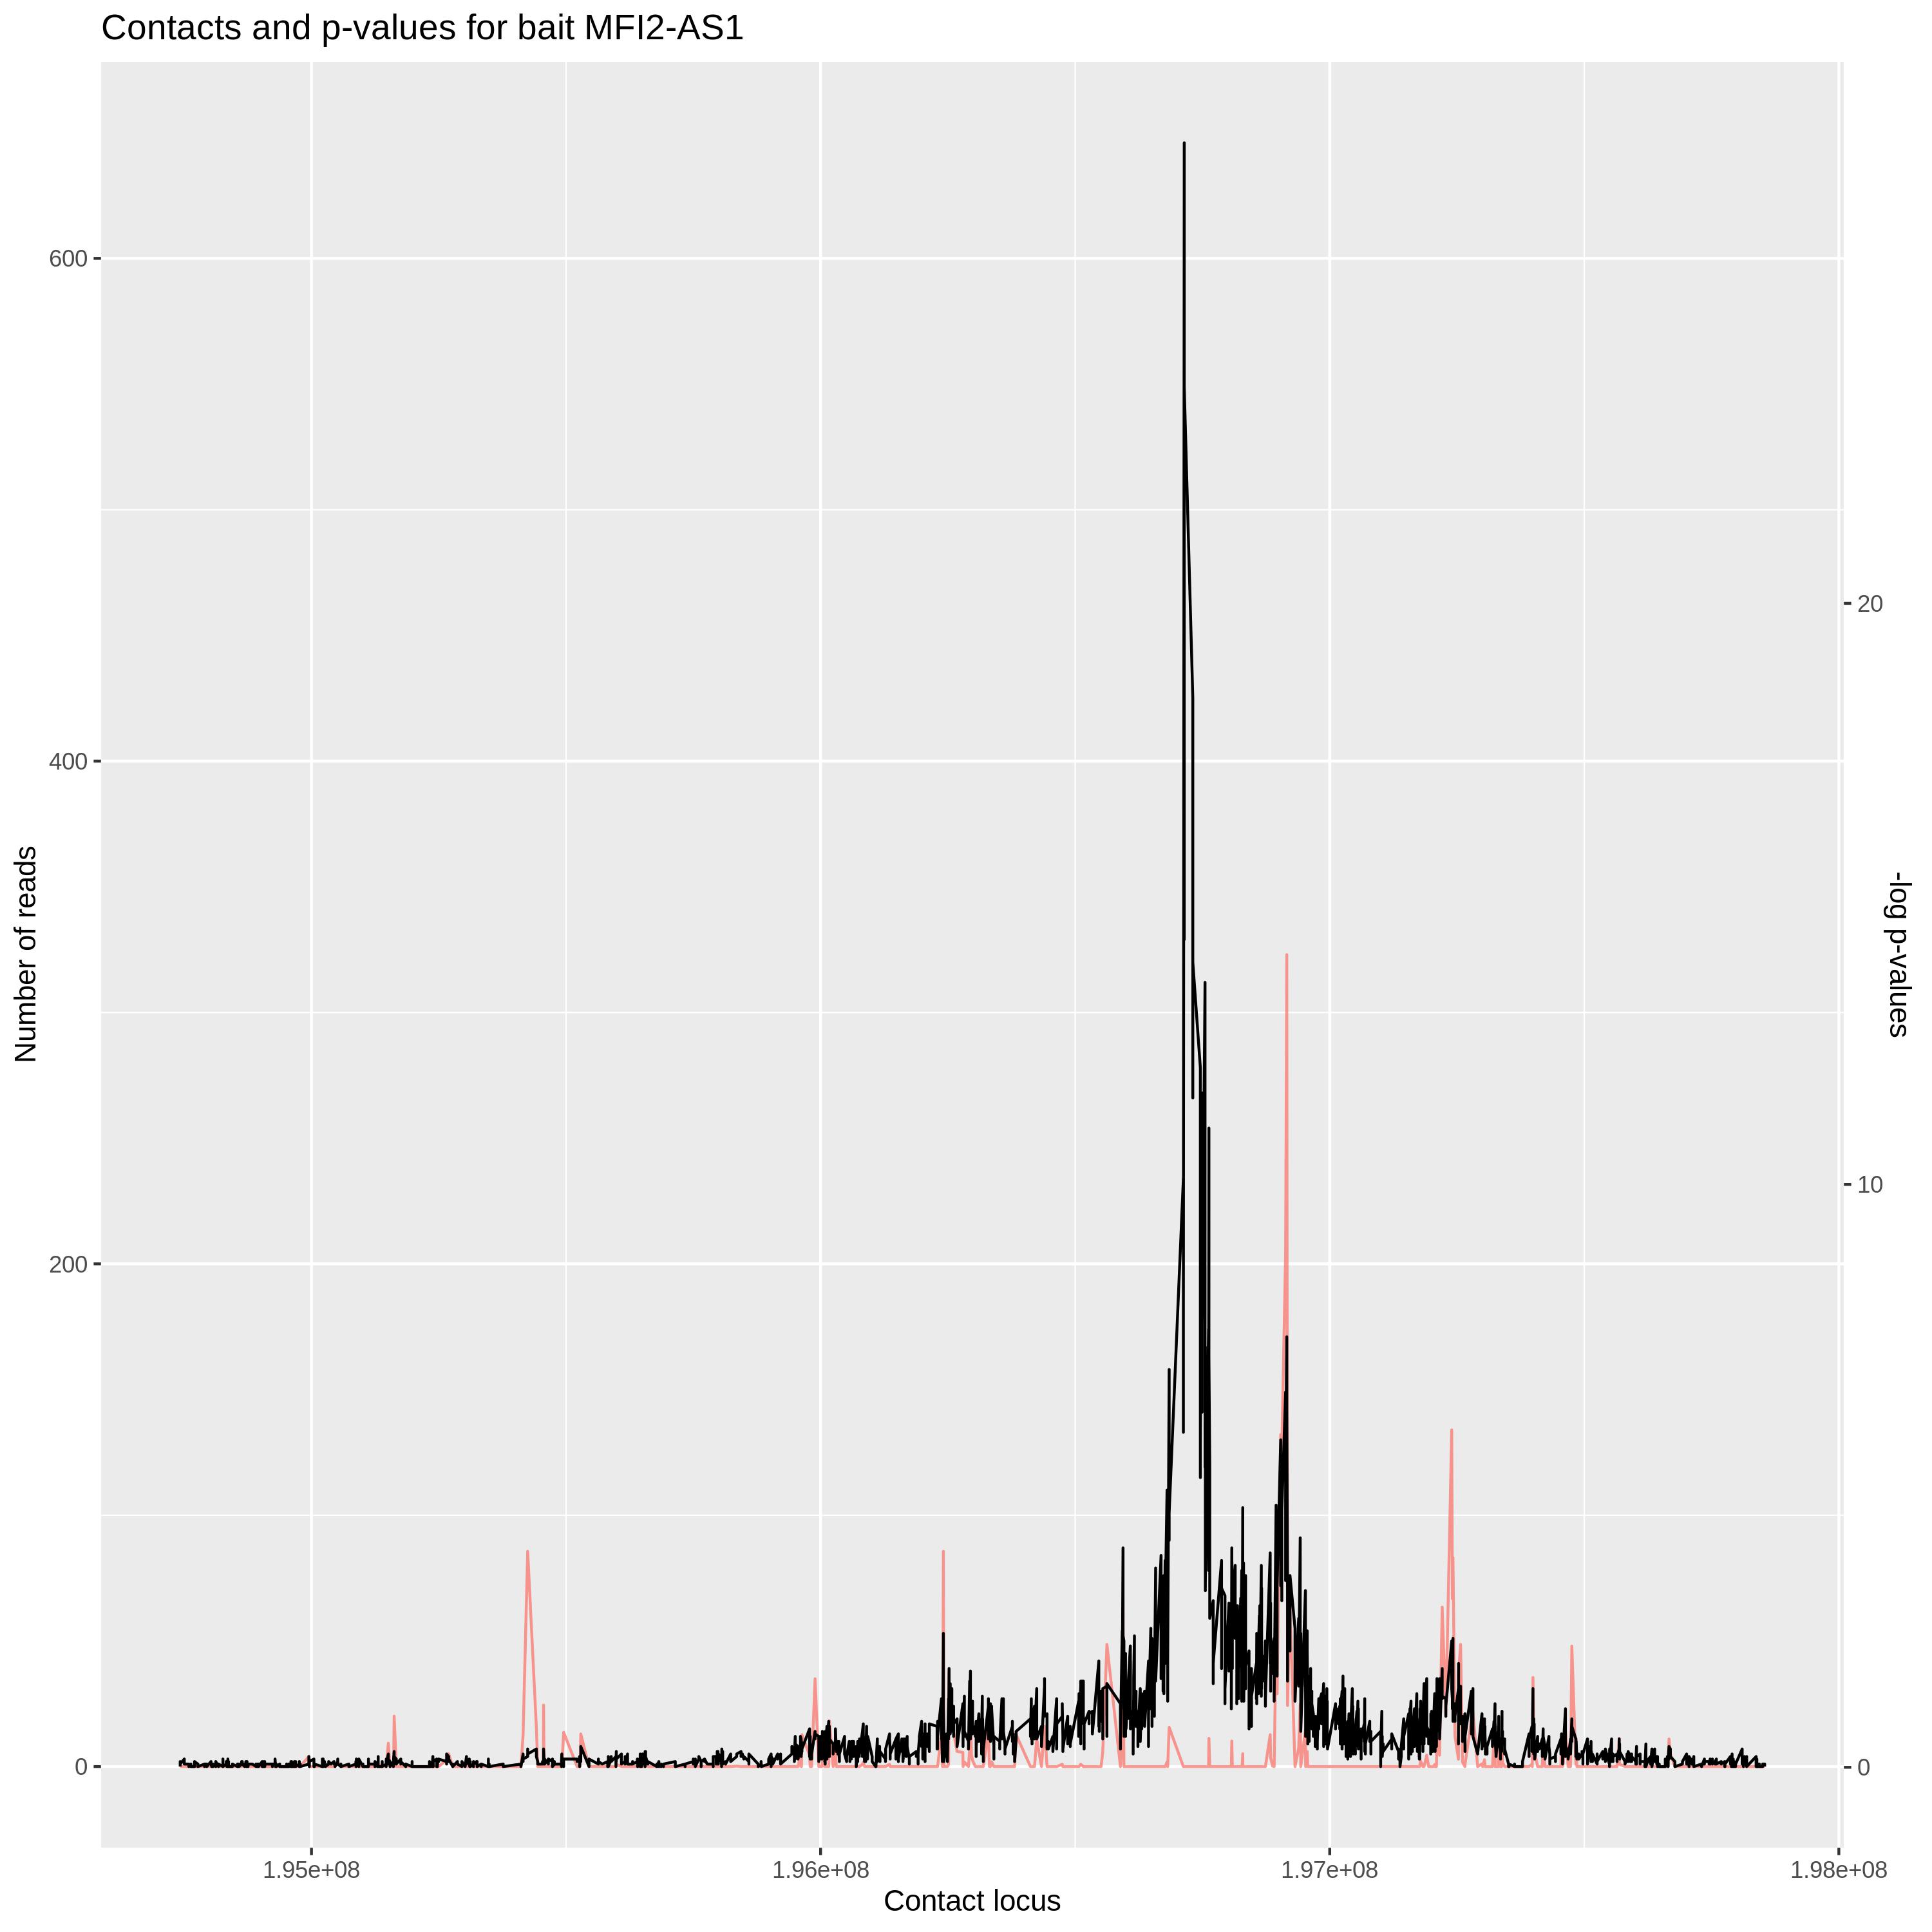 Contacts and p-values for bait MFI2-AS1
Number of reads
600
400
200
0
20
10
0
-log p-values
1.95e+08
1.96e+08
1.97e+08
1.98e+08
Contact locus